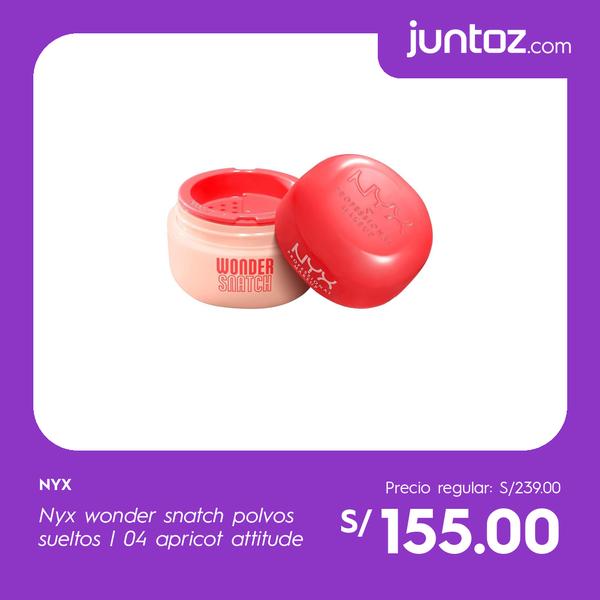 juntoz.com
WONDER
SNATCH
NYX
PROFESSIONAL
MAKEUP
NYX
PROFESSIONAL
MAKEUP
NYX
Nyx wonder snatch polvos
sueltos | 04 apricot attitude
Precio regular: S/239.00
S/155.00